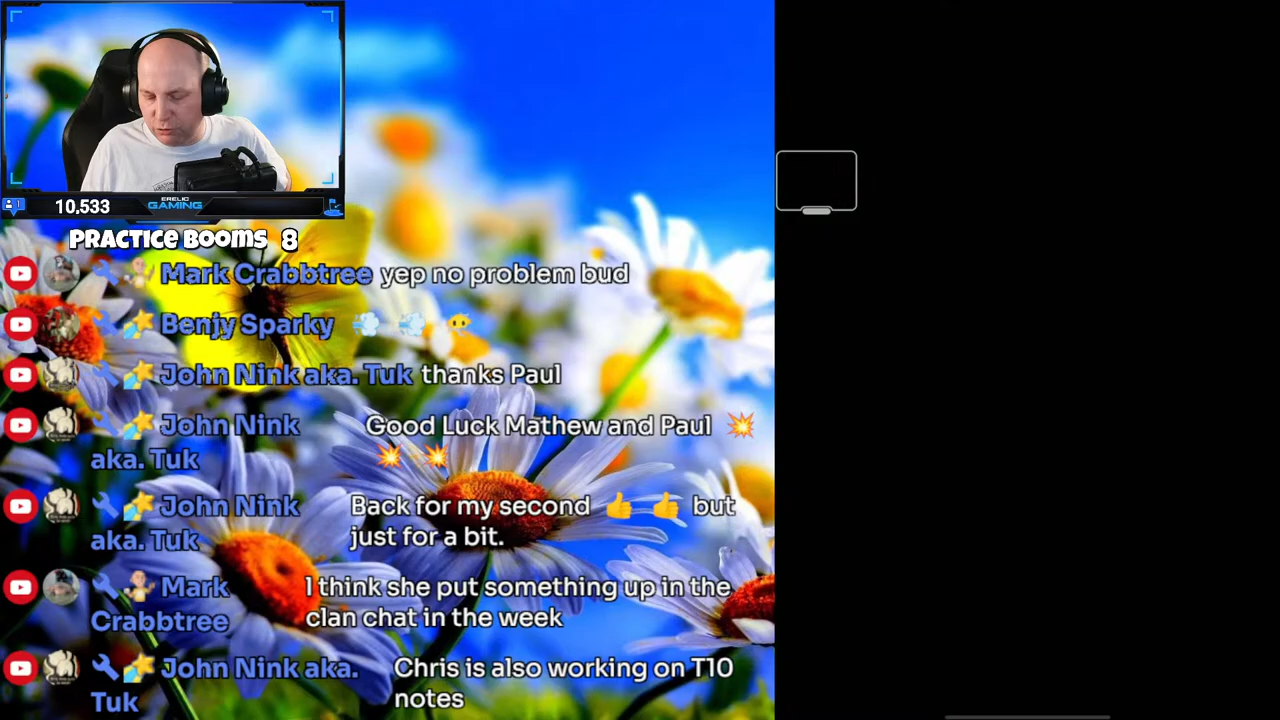 1
10,533
ERELIC
GAMING
PRACTICE BOOMS 8
Mark Crabbtree yep no problem bud
Benjy Sparky
John Nink aka. Tuk thanks Paul
John Nink aka. Tuk
Good Luck Mathew and Paul
John Nink aka. Tuk
Back for my second but
just for a bit.
Mark Crabbtree
I think she put something up in the
clan chat in the week
John Nink aka. Tuk
Chris is also working on T10
notes